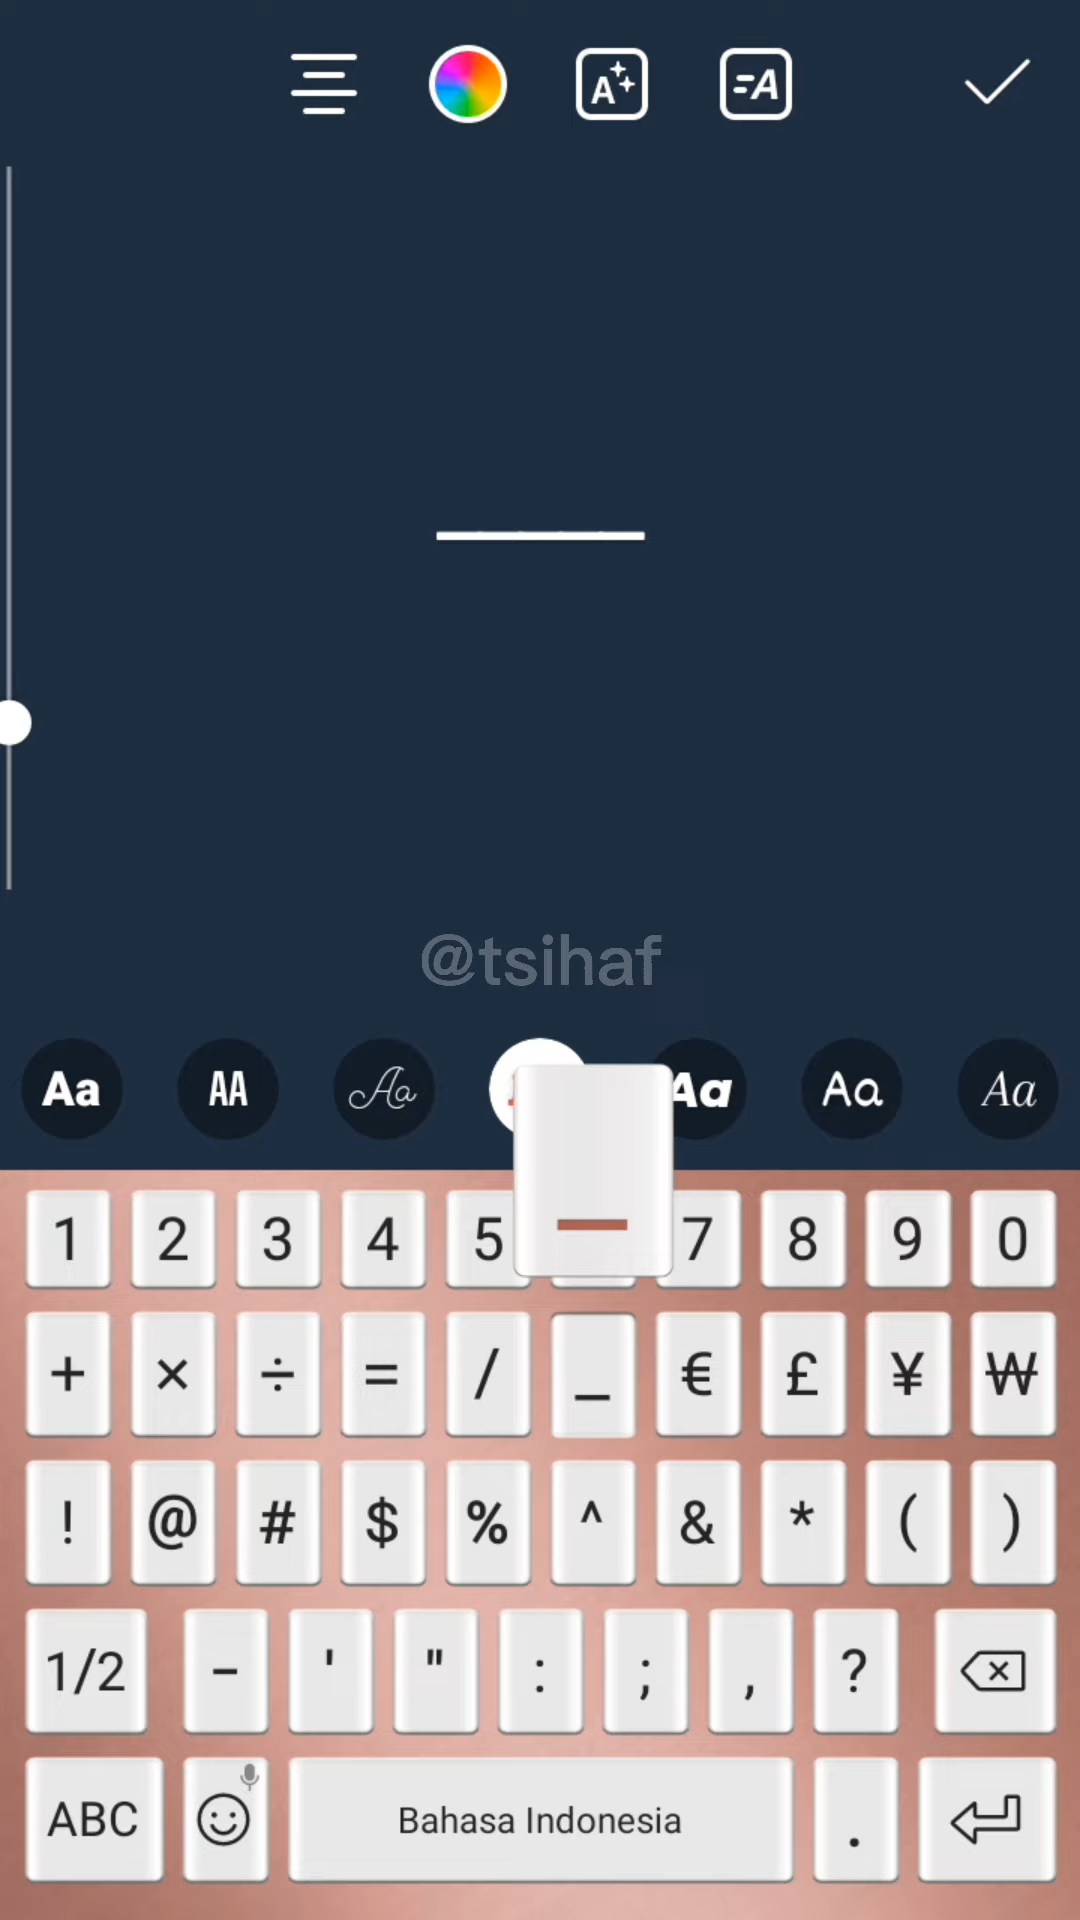 A =A
_____
@tsihaf
Aa AA Aa Aa Aa Aa
_
1 2 3 4 5 7 8 9 0
+ × ÷ = / _ € £ ¥ ₩
! @ # $ % ^ & * ( )
1/2 - ' " : ; , ?
ABC Bahasa Indonesia .